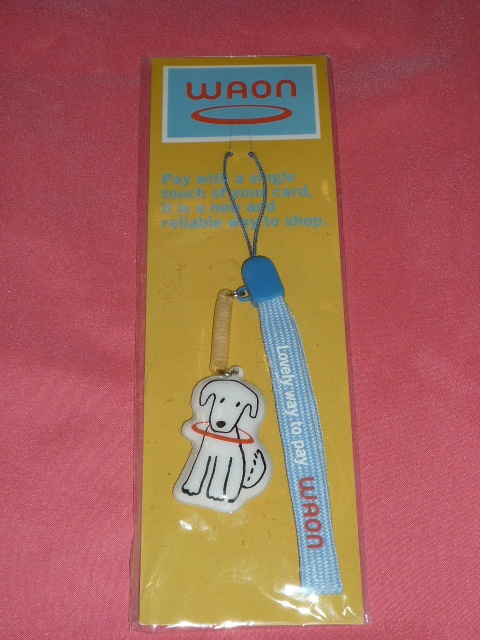 WAON
Pay with a single
touch of your card,
it is a new and
reliable way to shop.
Lovely way to pay WAON